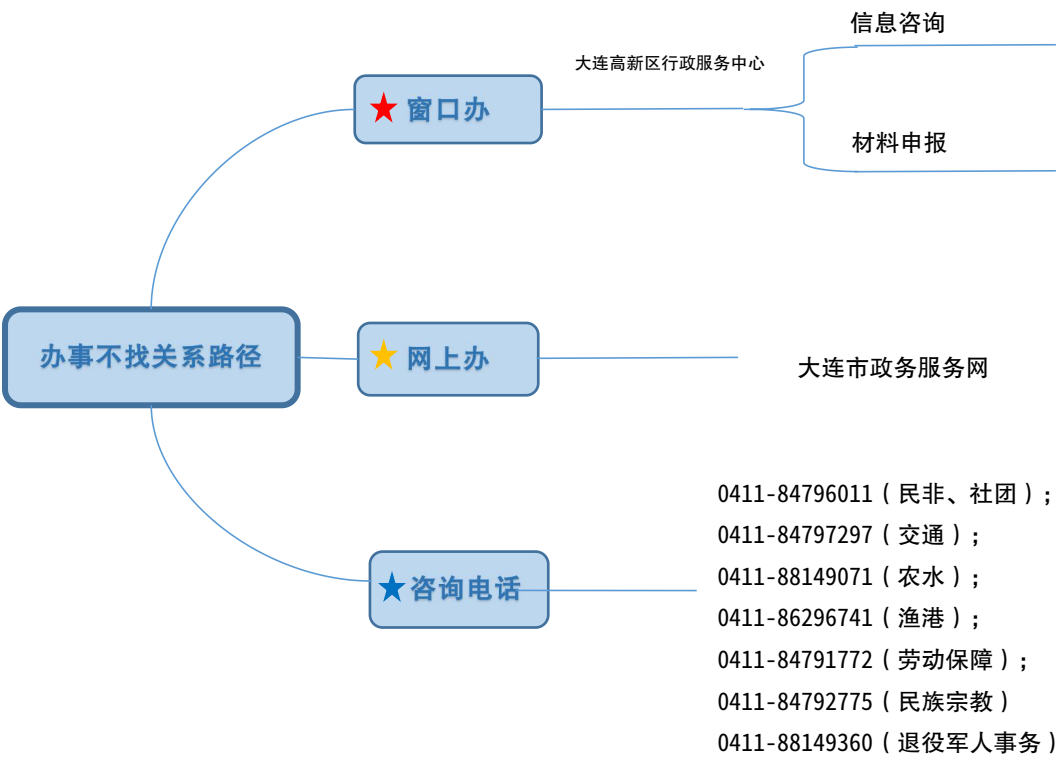 信息咨询
大连高新区行政服务中心
窗口办
材料申报
办事不找关系路径
网上办
大连市政务服务网
咨询电话
0411-84796011（民非、社团）；
0411-84797297（交通）；
0411-88149071（农水）；
0411-86296741（渔港）；
0411-84791772（劳动保障）；
0411-84792775（民族宗教）
0411-88149360（退役军人事务）